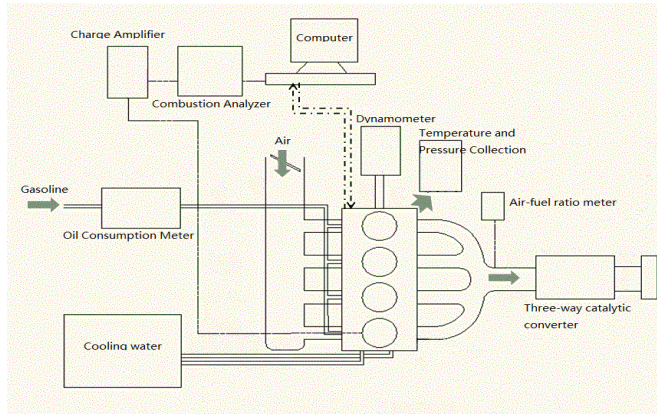 Charge Amplifier
Computer
Combustion Analyzer
Dynamometer
Temperature and
Pressure Collection
Air
Gasoline
Air-fuel ratio meter
Oil Consumption Meter
Three-way catalytic
converter
Cooling water